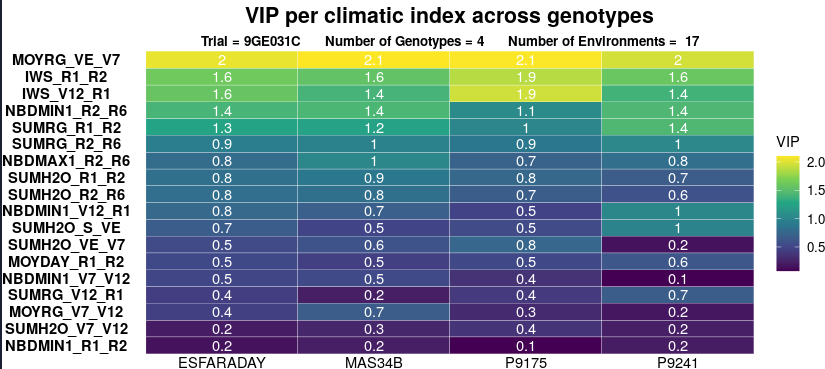 VIP per climatic index across genotypes
Trial = 9GE031C Number of Genotypes = 4 Number of Environments = 17
MOYRG_VE_V7 2 2.1 2.1 2
IWS_R1_R2 1.6 1.6 1.9 1.6
IWS_V12_R1 1.6 1.4 1.9 1.4
NBDMIN1_R2_R6 1.4 1.4 1.1 1.4
SUMRG_R1_R2 1.3 1.2 1 1.4
SUMRG_R2_R6 0.9 1 0.9 1
NBDMAX1_R2_R6 0.8 1 0.7 0.8
SUMH2O_R1_R2 0.8 0.9 0.8 0.7
SUMH2O_R2_R6 0.8 0.8 0.7 0.6
NBDMIN1_V12_R1 0.8 0.7 0.5 1
SUMH2O_S_VE 0.7 0.5 0.5 1
SUMH2O_VE_V7 0.5 0.6 0.8 0.2
MOYDAY_R1_R2 0.5 0.5 0.5 0.6
NBDMIN1_V7_V12 0.5 0.5 0.4 0.1
SUMRG_V12_R1 0.4 0.2 0.4 0.7
MOYRG_V7_V12 0.4 0.7 0.3 0.2
SUMH2O_V7_V12 0.2 0.3 0.4 0.2
NBDMIN1_R1_R2 0.2 0.2 0.1 0.2
ESFARADAY MAS34B P9175 P9241
VIP
2.0
1.5
1.0
0.5